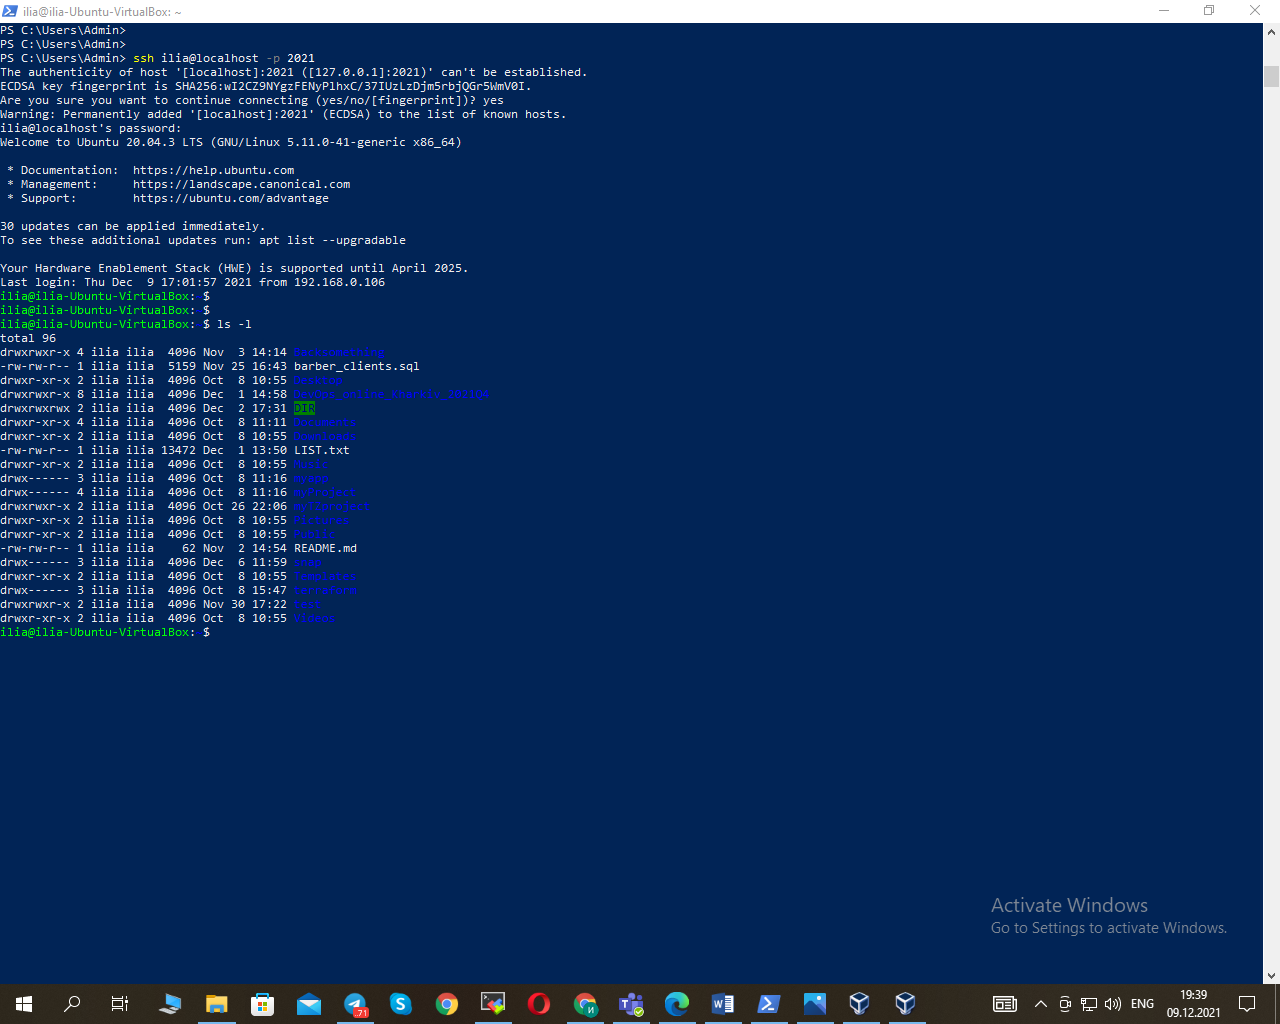 ilia@ilia-Ubuntu-VirtualBox: ~
PS C:\Users\Admin>
PS C:\Users\Admin>
PS C:\Users\Admin> ssh ilia@localhost -p 2021
The authenticity of host '[localhost]:2021 ([127.0.0.1]:2021)' can't be established.
ECDSA key fingerprint is SHA256:wI2CZ9NYgzFENyPlhxC/37IUzLzDjm5rbjQGr5WmV0I.
Are you sure you want to continue connecting (yes/no/[fingerprint])? yes
Warning: Permanently added '[localhost]:2021' (ECDSA) to the list of known hosts.
ilia@localhost's password:
Welcome to Ubuntu 20.04.3 LTS (GNU/Linux 5.11.0-41-generic x86_64)
* Documentation:  https://help.ubuntu.com
* Management:     https://landscape.canonical.com
* Support:        https://ubuntu.com/advantage
30 updates can be applied immediately.
To see these additional updates run: apt list --upgradable
Your Hardware Enablement Stack (HWE) is supported until April 2025.
Last login: Thu Dec  9 17:01:57 2021 from 192.168.0.106
ilia@ilia-Ubuntu-VirtualBox: $
ilia@ilia-Ubuntu-VirtualBox: $
ilia@ilia-Ubuntu-VirtualBox: $ ls -l
total 96
drwxrwxr-x 4 ilia ilia  4096 Nov  3 14:14
-rw-rw-r-- 1 ilia ilia  5159 Nov 25 16:43 barber_clients.sql
drwxr-xr-x 2 ilia ilia  4096 Oct  8 10:55 Desktop
drwxrwxr-x 8 ilia ilia  4096 Dec  1 14:58
drwxrwxrwx 2 ilia ilia  4096 Dec  2 17:31 DIR
drwxr-xr-x 4 ilia ilia  4096 Oct  8 11:11 Documents
drwxr-xr-x 2 ilia ilia  4096 Oct  8 10:55 Downloads
-rw-rw-r-- 1 ilia ilia 13472 Dec  1 13:50 LIST.txt
drwxr-xr-x 2 ilia ilia  4096 Oct  8 10:55 Music
drwx------ 3 ilia ilia  4096 Oct  8 11:16
drwx------ 4 ilia ilia  4096 Oct  8 11:16
drwxrwxr-x 2 ilia ilia  4096 Oct 26 22:06
drwxr-xr-x 2 ilia ilia  4096 Oct  8 10:55 Pictures
drwxr-xr-x 2 ilia ilia  4096 Oct  8 10:55 Public
-rw-rw-r-- 1 ilia ilia    62 Nov  2 14:54 README.md
drwx------ 3 ilia ilia  4096 Dec  6 11:59 snap
drwxr-xr-x 2 ilia ilia  4096 Oct  8 10:55 Templates
drwx------ 3 ilia ilia  4096 Oct  8 15:47
drwxrwxr-x 2 ilia ilia  4096 Nov 30 17:22 test
drwxr-xr-x 2 ilia ilia  4096 Oct  8 10:55 Videos
ilia@ilia-Ubuntu-VirtualBox: $
Activate Windows
Go to Settings to activate Windows.
.71
ENG
19:39
09.12.2021